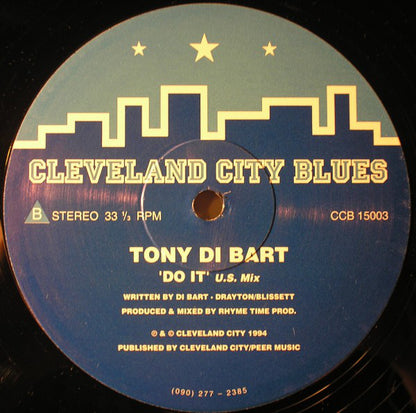 CLEVELAND CITY BLUES
B STEREO 33 ⅓ RPM CCB 15003
TONY DI BART
'DO IT' U.S. Mix
WRITTEN BY DI BART - DRAYTON/BLISSETT
PRODUCED & MIXED BY RHYME TIME PROD.
℗ & © CLEVELAND CITY 1994
PUBLISHED BY CLEVELAND CITY/PEER MUSIC
(090) 277 - 2385